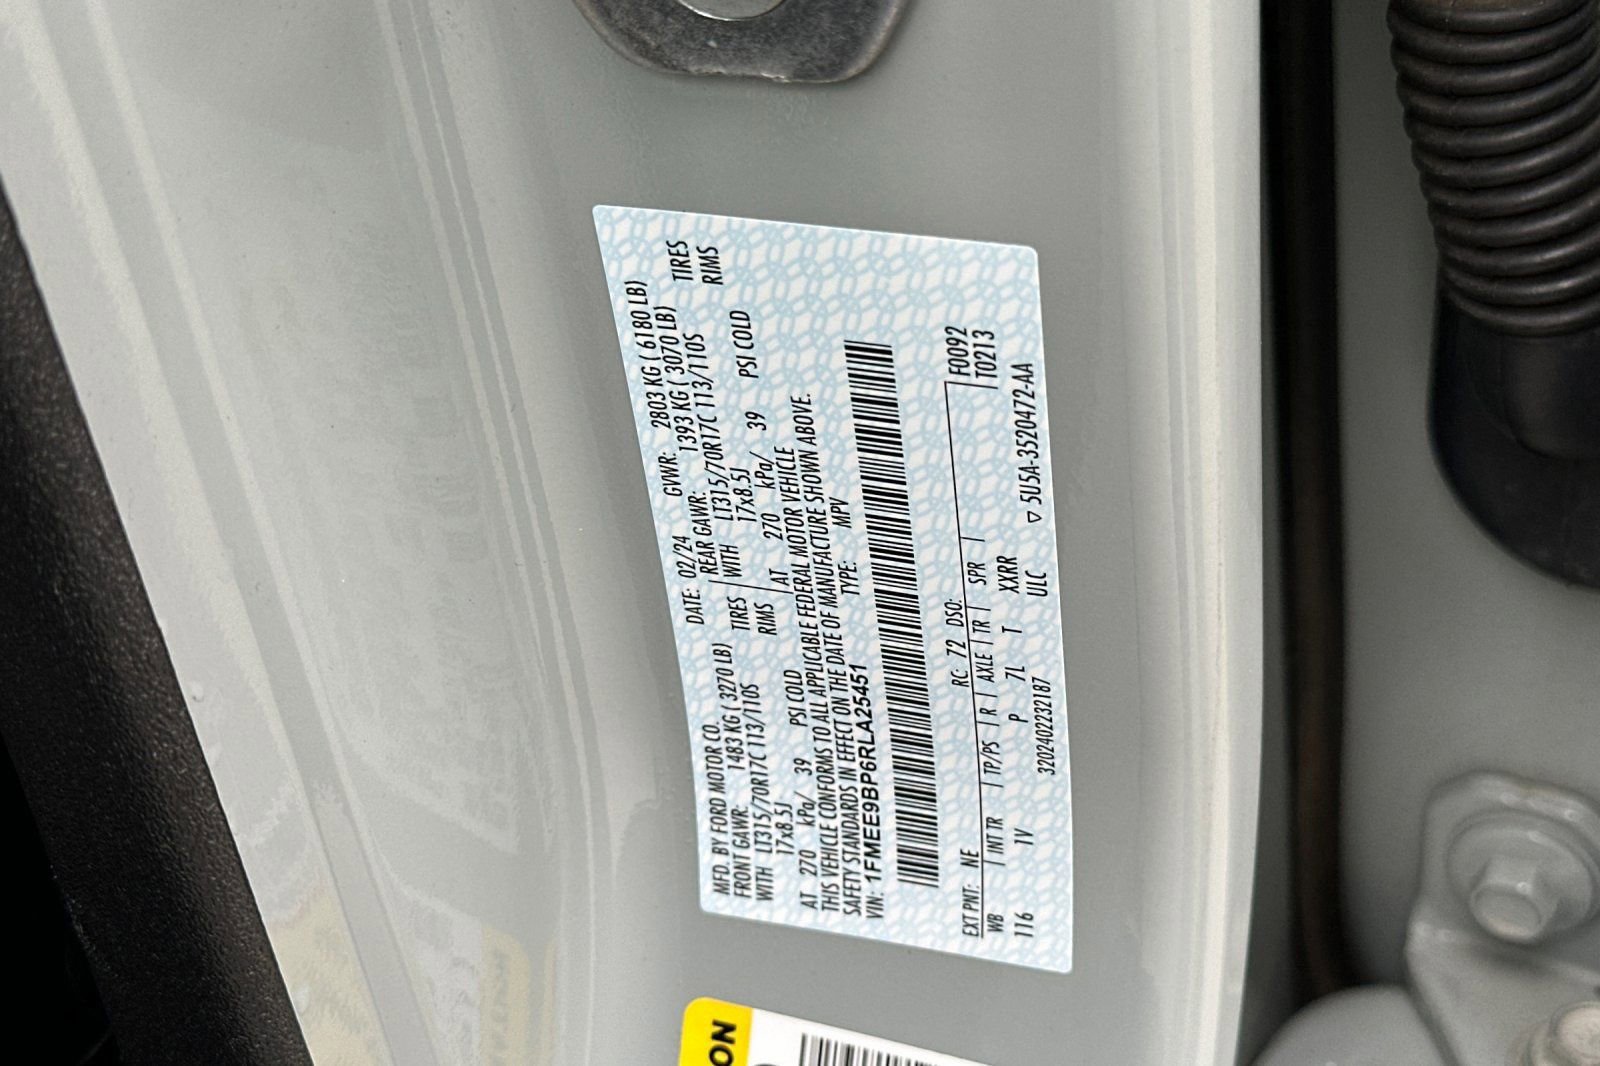 MFD. BY FORD MOTOR CO. DATE: 02/24 GVWR: 2803 KG ( 6180 LB)
FRONT GAWR: 1483 KG ( 3270 LB) REAR GAWR: 1393 KG ( 3070 LB)
WITH LT315/70R17C 113/110S TIRES WITH LT315/70R17C 113/110S TIRES
17x8.5J RIMS 17x8.5J RIMS
AT 270 kPa/ 39 PSI COLD AT 270 kPa/ 39 PSI COLD
THIS VEHICLE CONFORMS TO ALL APPLICABLE FEDERAL MOTOR VEHICLE
SAFETY STANDARDS IN EFFECT ON THE DATE OF MANUFACTURE SHOWN ABOVE.
VIN: 1FMEE9BP6RLA25451 TYPE: MPV
F0092
T0213
EXT PNT: NE RC: 72 DSO:
WB INT TR TP/PS R AXLE TR SPR
116 1V P 7L T XXRR
ULC
▽ 5U5A-3520472-AA
320240223​2187
ON